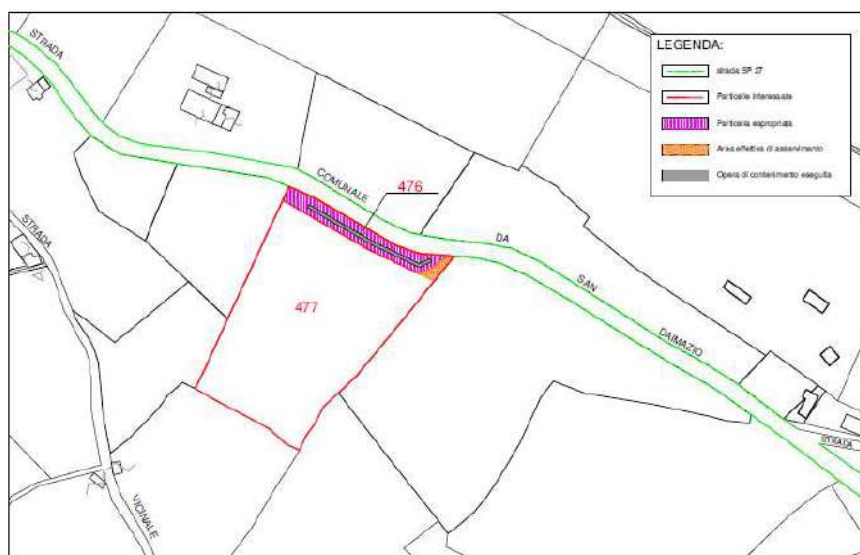 STRADA
LEGENDA:
strada SP 27
Particelle interessate
Particella espropriata
Area effettiva di asservimento
Opera di contenimento eseguita
COMUNALE
476
DA
STRADA
SAN
477
DALMAZIO
STRADA
VICINALE